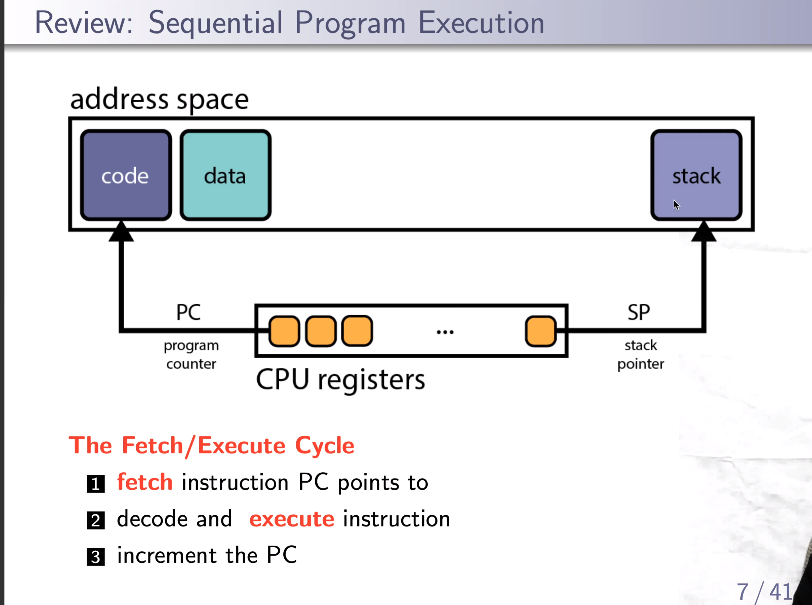 Review: Sequential Program Execution
address space
code
data
stack
PC
program
counter
...
SP
stack
pointer
CPU registers
The Fetch/Execute Cycle
1 fetch instruction PC points to
2 decode and execute instruction
3 increment the PC
7 / 41